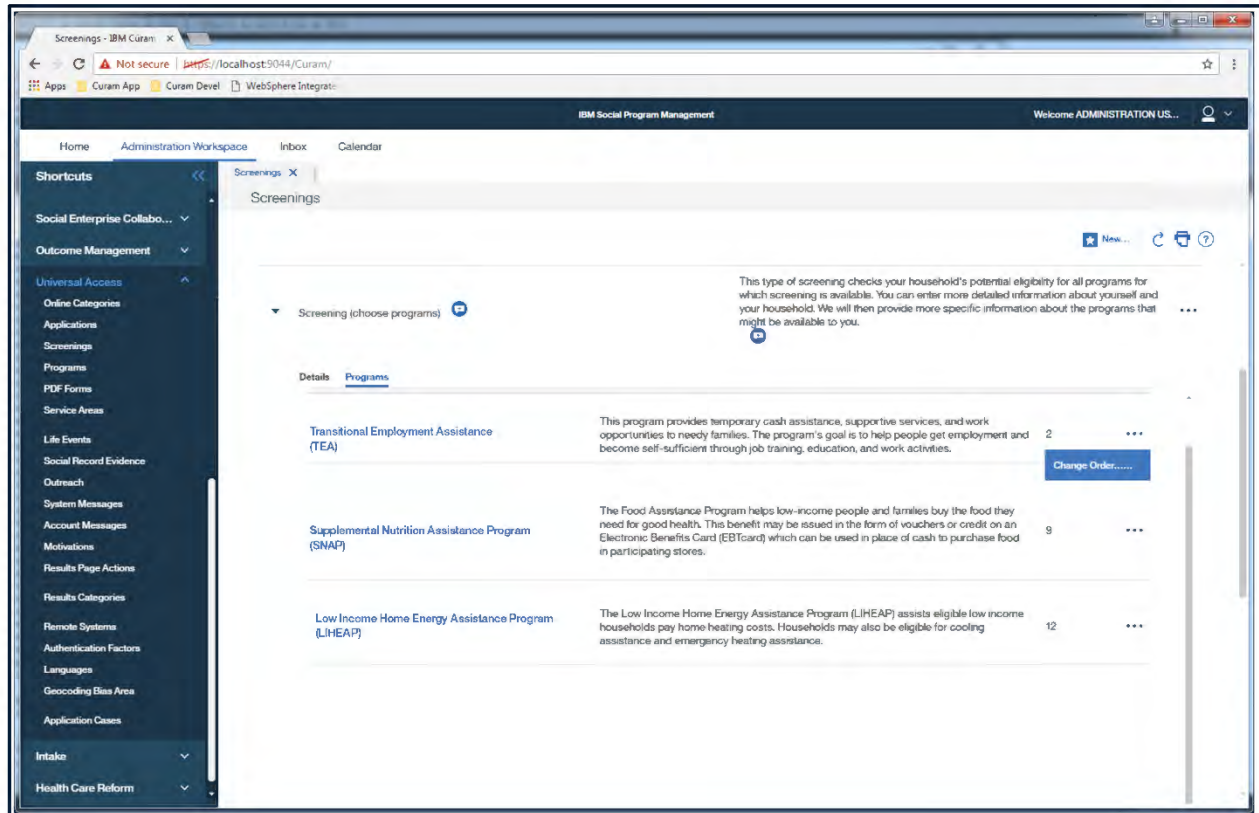 Screenings - IBM Cúram
Not secure | https://localhost:9044/Curam/
Apps Curam App Curam Devel WebSphere Integrate
IBM Social Program Management Welcome ADMINISTRATION US...
Home Administration Workspace Inbox Calendar
Shortcuts
Social Enterprise Collabo...
Outcome Management
Universal Access
Online Categories
Applications
Screenings
Programs
PDF Forms
Service Areas
Life Events
Social Record Evidence
Outreach
System Messages
Account Messages
Motivations
Results Page Actions
Results Categories
Remote Systems
Authentication Factors
Languages
Geocoding Bias Area
Application Cases
Intake
Health Care Reform
Screenings
Screenings
New...
Screening (choose programs)
This type of screening checks your household's potential eligibility for all programs for
which screening is available. You can enter more detailed information about yourself and
your household. We will then provide more specific information about the programs that
might be available to you.
Details Programs
Transitional Employment Assistance
(TEA)
This program provides temporary cash assistance, supportive services, and work
opportunities to needy families. The program's goal is to help people get employment and
become self-sufficient through job training, education, and work activities.
2
Change Order......
Supplemental Nutrition Assistance Program
(SNAP)
The Food Assistance Program helps low-income people and families buy the food they
need for good health. This benefit may be issued in the form of vouchers or credit on an
Electronic Benefits Card (EBTcard) which can be used in place of cash to purchase food
in participating stores.
9
Low Income Home Energy Assistance Program
(LIHEAP)
The Low Income Home Energy Assistance Program (LIHEAP) assists eligible low income
households pay home heating costs. Households may also be eligible for cooling
assistance and emergency heating assistance.
12